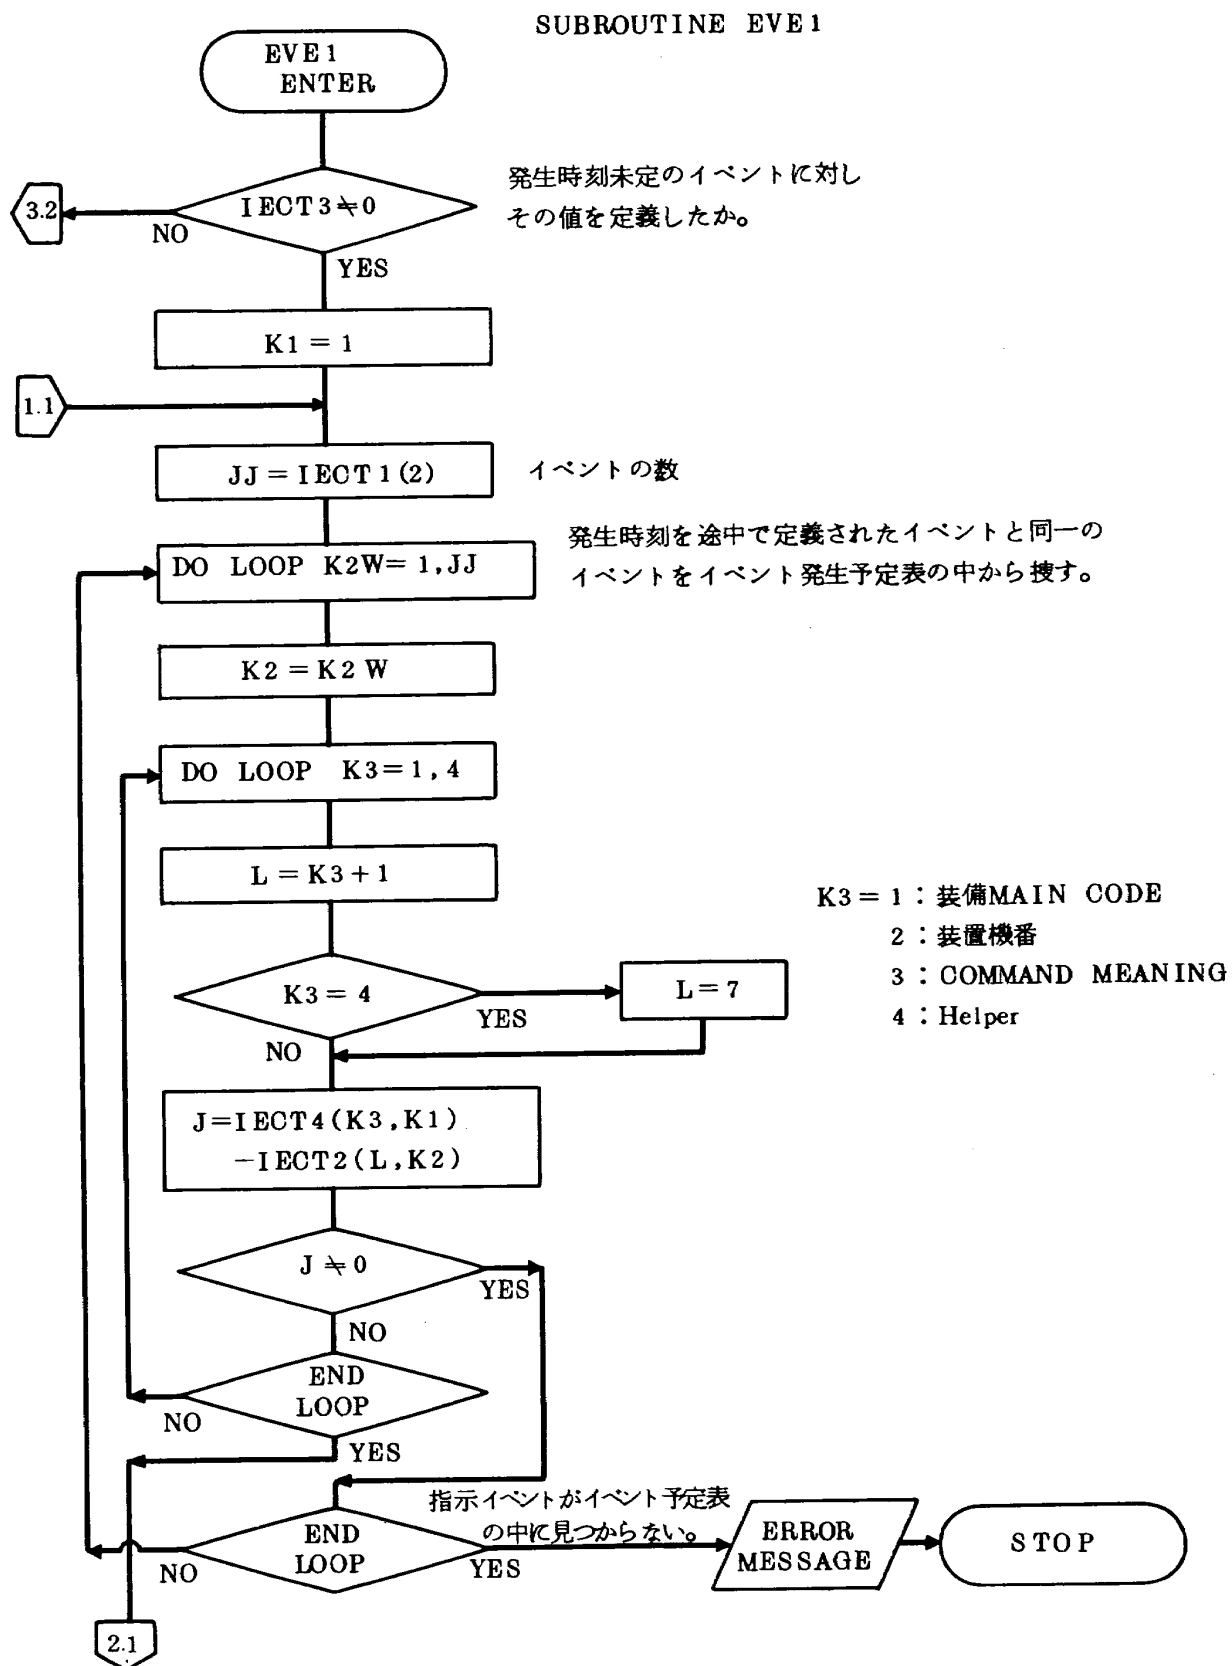 SUBROUTINE EVE1
EVE1
ENTER
発生時刻未定のイベントに対し
その値を定義したか。
IECT3≒0
3.2
NO
YES
K1=1
1.1
JJ=IECT1(2)
イベントの数
発生時刻を途中で定義されたイベントと同一の
イベントをイベント発生予定表の中から捜す。
DO LOOP K2W=1,JJ
K2=K2W
DO LOOP K3=1,4
L=K3+1
K3=1:装備MAIN CODE
2:装置機番
3:COMMAND MEANING
4:Helper
K3=4
YES
L=7
NO
J=IECT4(K3,K1)
-IECT2(L,K2)
J≒0
YES
NO
END
LOOP
NO
YES
指示イベントがイベント予定表
の中に見つからない。
END
LOOP
NO
YES
ERROR
MESSAGE
STOP
2.1